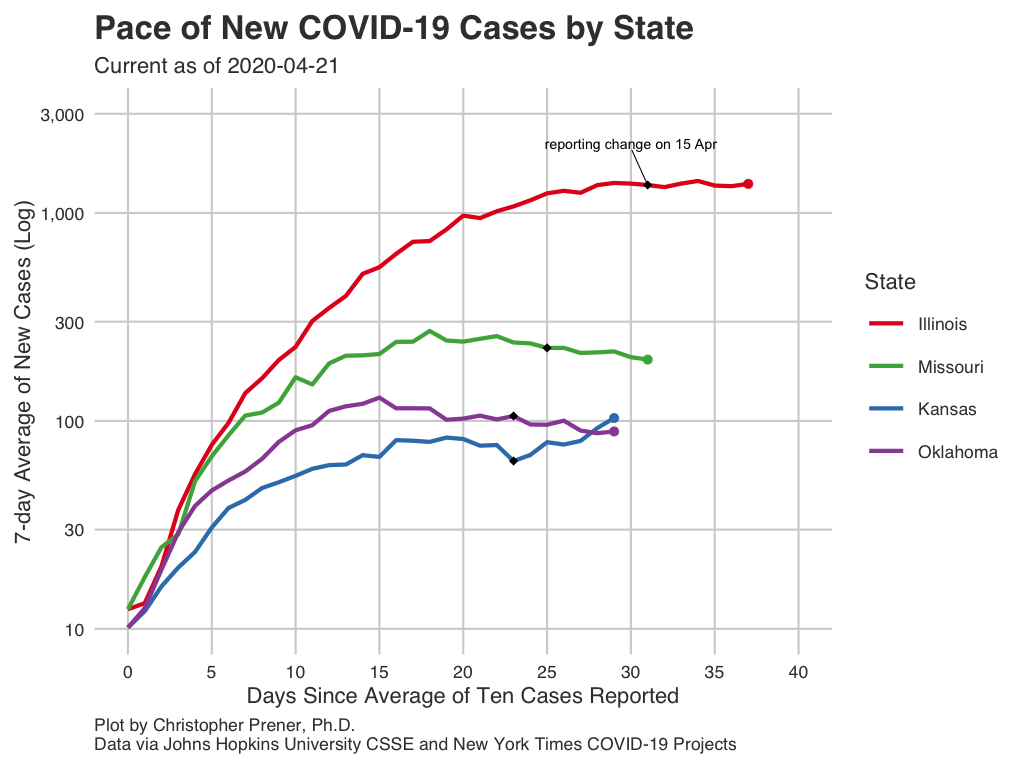 Pace of New COVID-19 Cases by State
Current as of 2020-04-21
7-day Average of New Cases (Log)
3,000
1,000
300
100
30
10
reporting change on 15 Apr
State
Illinois
Missouri
Kansas
Oklahoma
0 5 10 15 20 25 30 35 40
Days Since Average of Ten Cases Reported
Plot by Christopher Prener, Ph.D.
Data via Johns Hopkins University CSSE and New York Times COVID-19 Projects